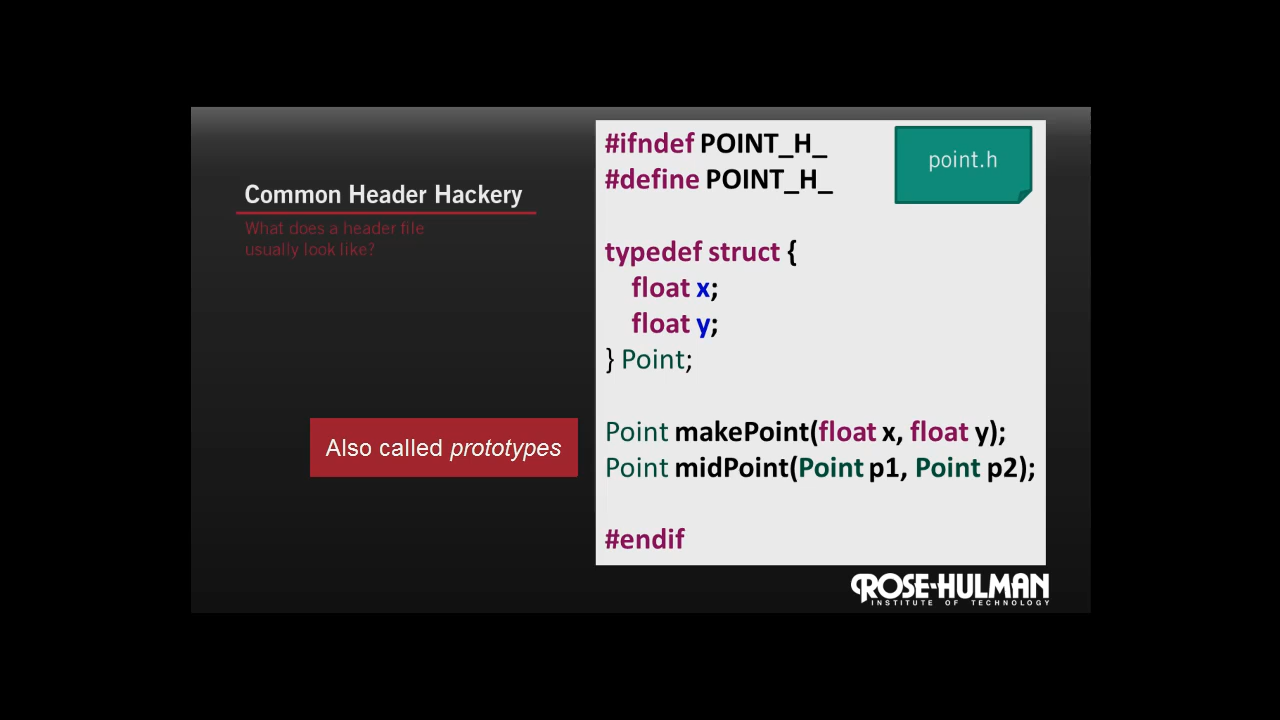 Common Header Hackery
What does a header file
usually look like?
Also called prototypes
#ifndef POINT_H_
#define POINT_H_
point.h
typedef struct {
float x;
float y;
} Point;
Point makePoint(float x, float y);
Point midPoint(Point p1, Point p2);
#endif
ROSE-HULMAN
INSTITUTE OF TECHNOLOGY